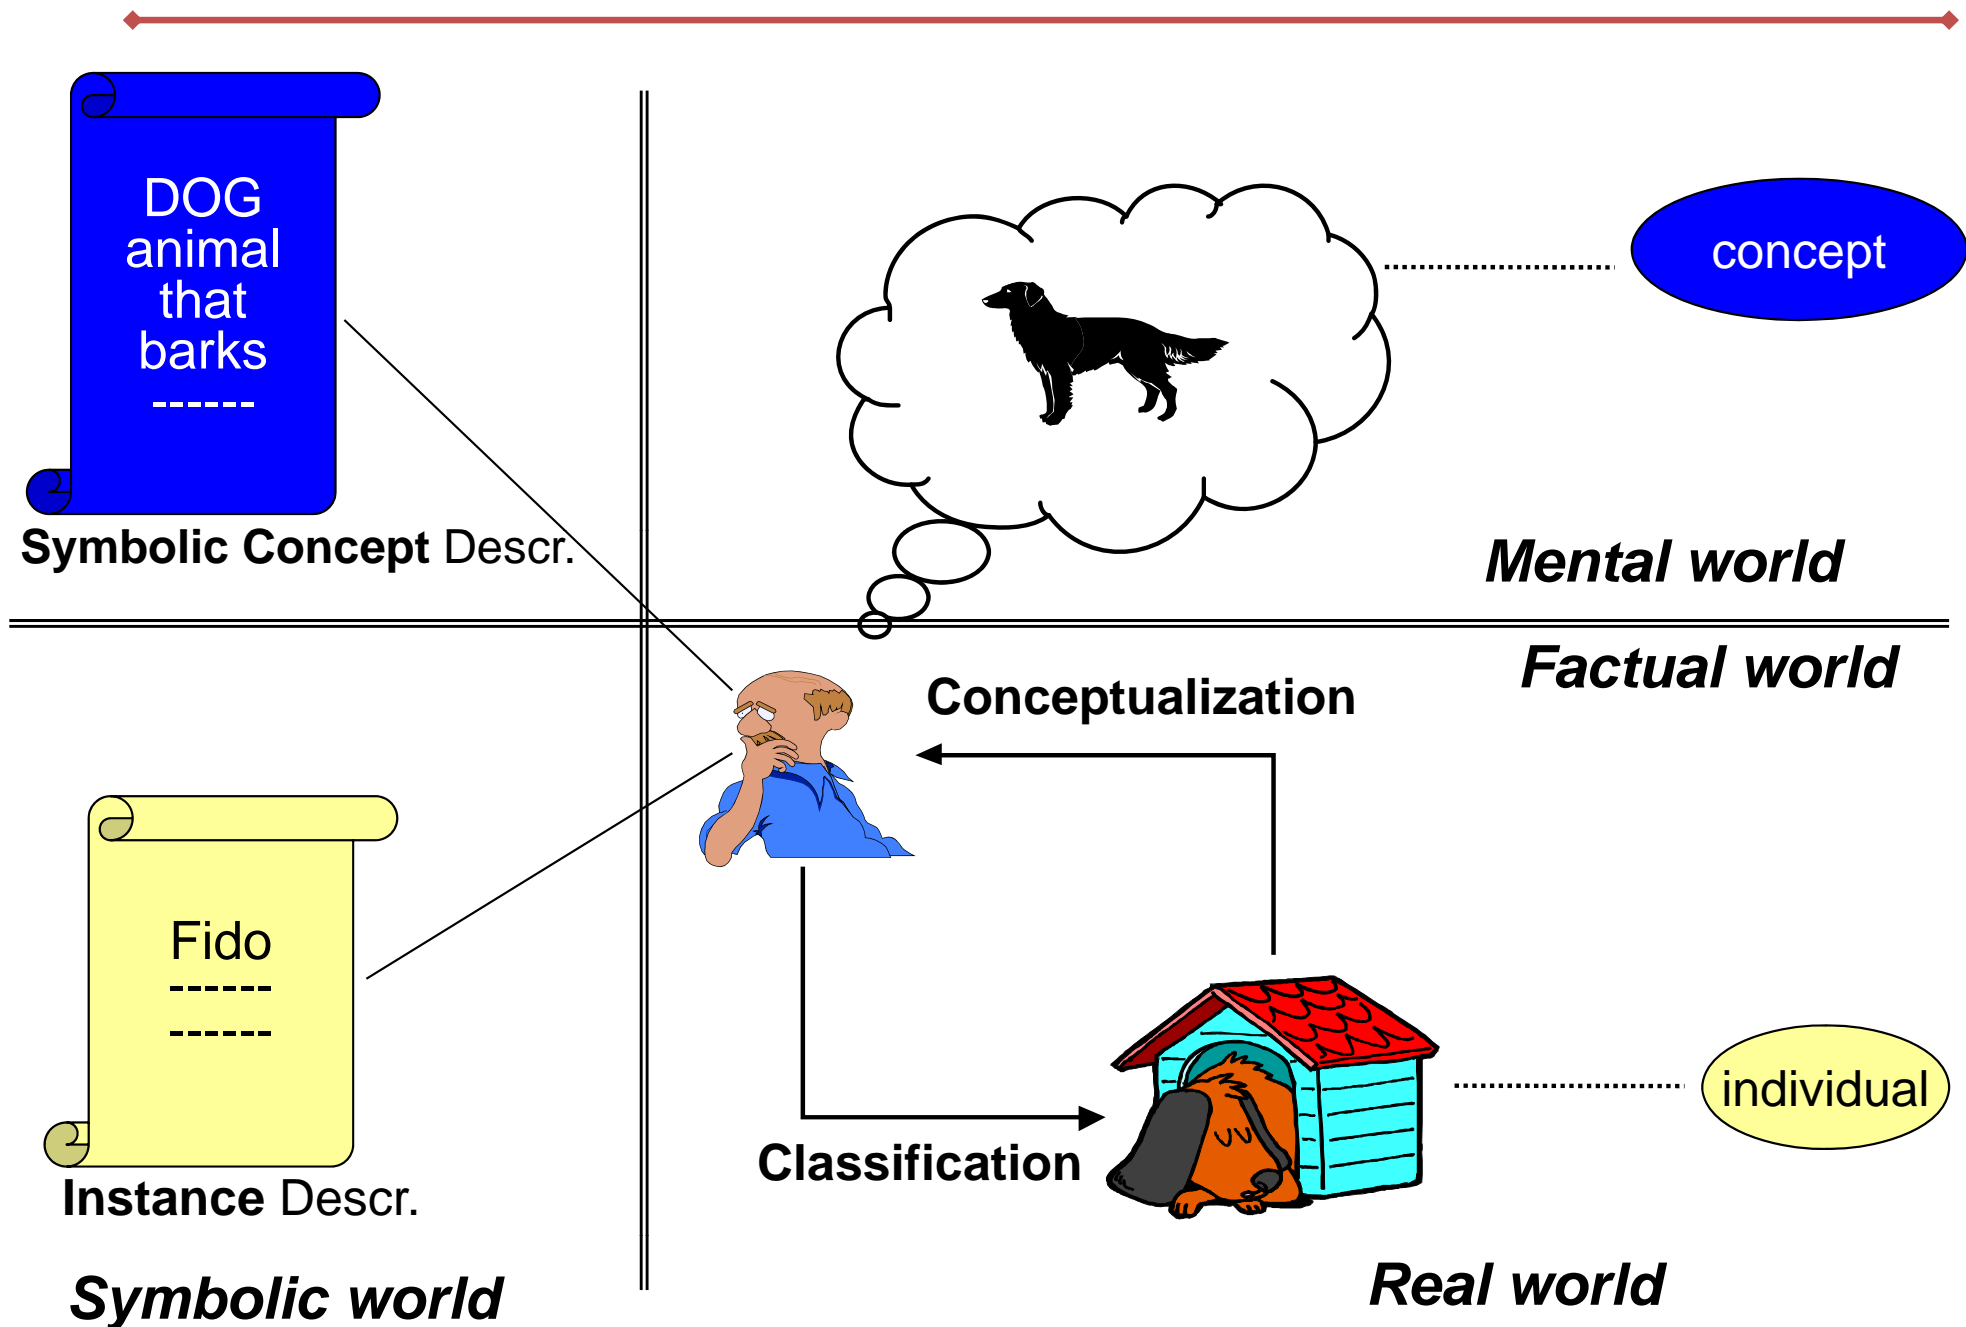 DOG
animal
that
barks
------
Symbolic Concept Descr.
concept
Mental world
Factual world
Conceptualization
Fido
------
------
Instance Descr.
Symbolic world
Classification
individual
Real world